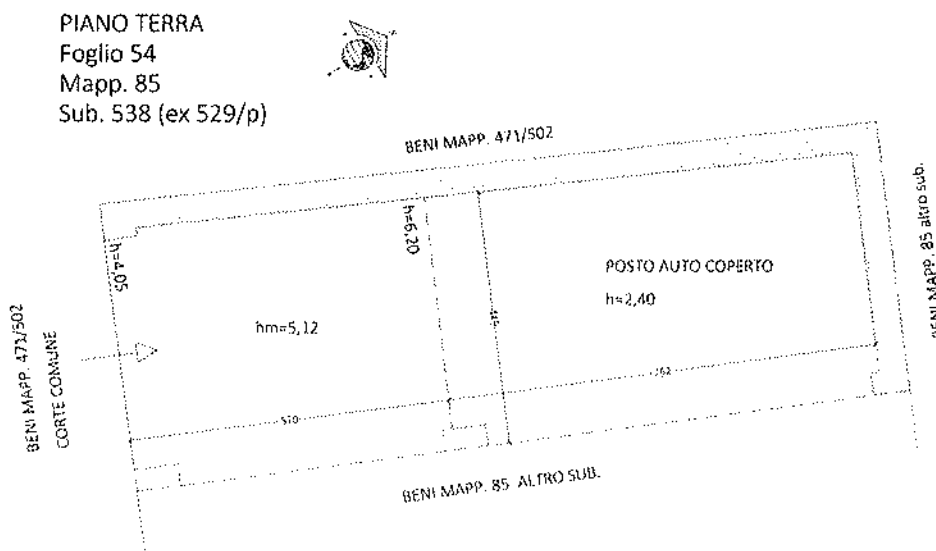 PIANO TERRA
Foglio 54
Mapp. 85
Sub. 538 (ex 529/p)
BENI MAPP. 471/502
h=4,05
h=6,20
POSTO AUTO COPERTO
h=2,40
hm=5,12
BENI MAPP. 471/502
CORTE COMUNE
BENI MAPP. 85 altro sub.
570
BENI MAPP. 85 ALTRO SUB.